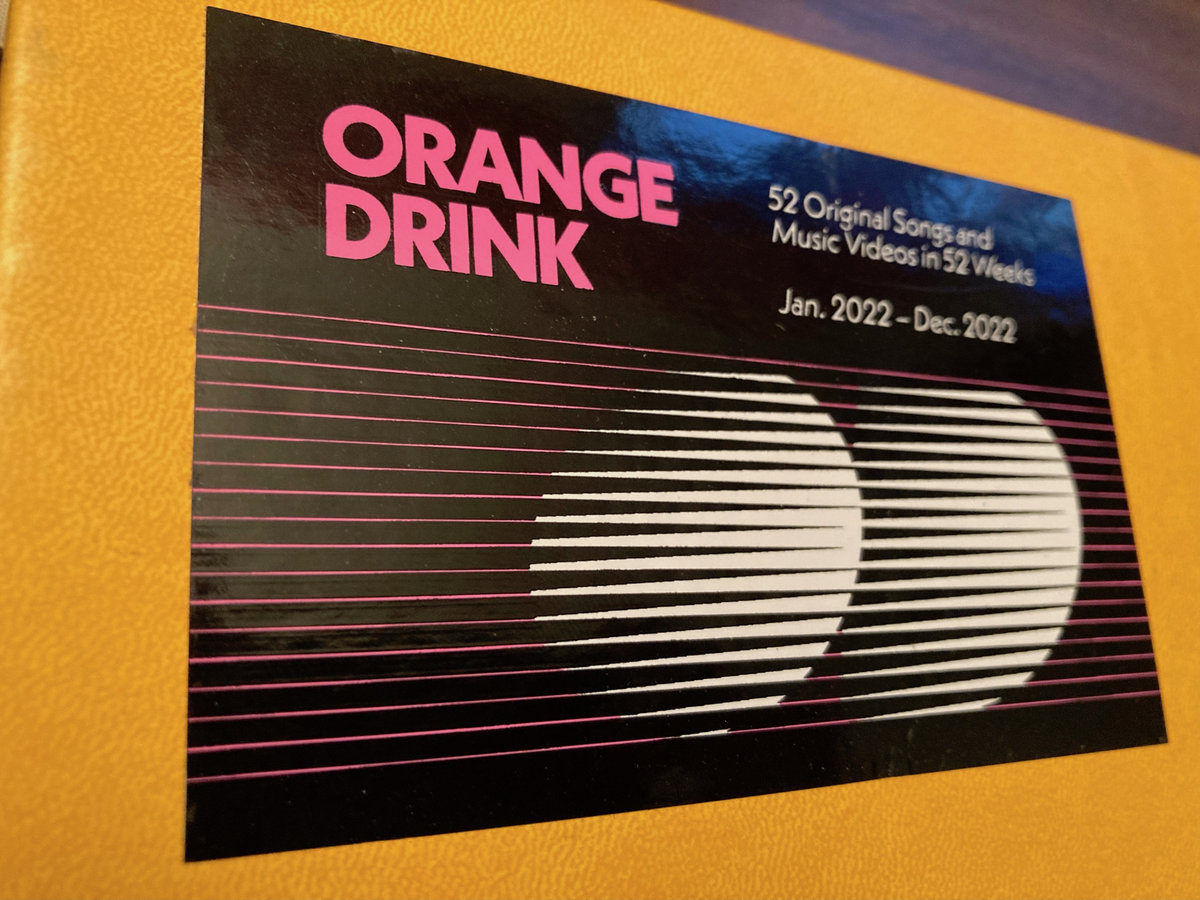 ORANGE
DRINK
52 Original Songs and
Music Videos in 52 Weeks
Jan. 2022 – Dec. 2022